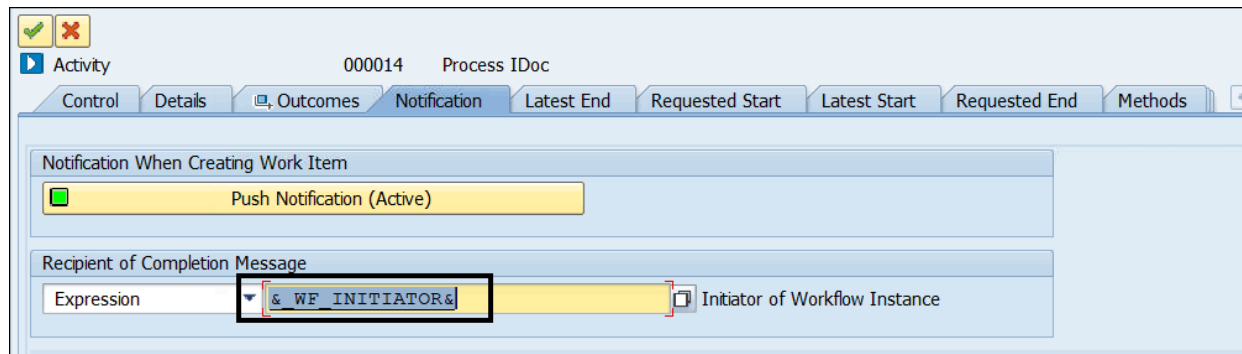 Activity 000014 Process IDoc
Control Details Outcomes Notification Latest End Requested Start Latest Start Requested End Methods
Notification When Creating Work Item
Push Notification (Active)
Recipient of Completion Message
Expression &_WF_INITIATOR& Initiator of Workflow Instance